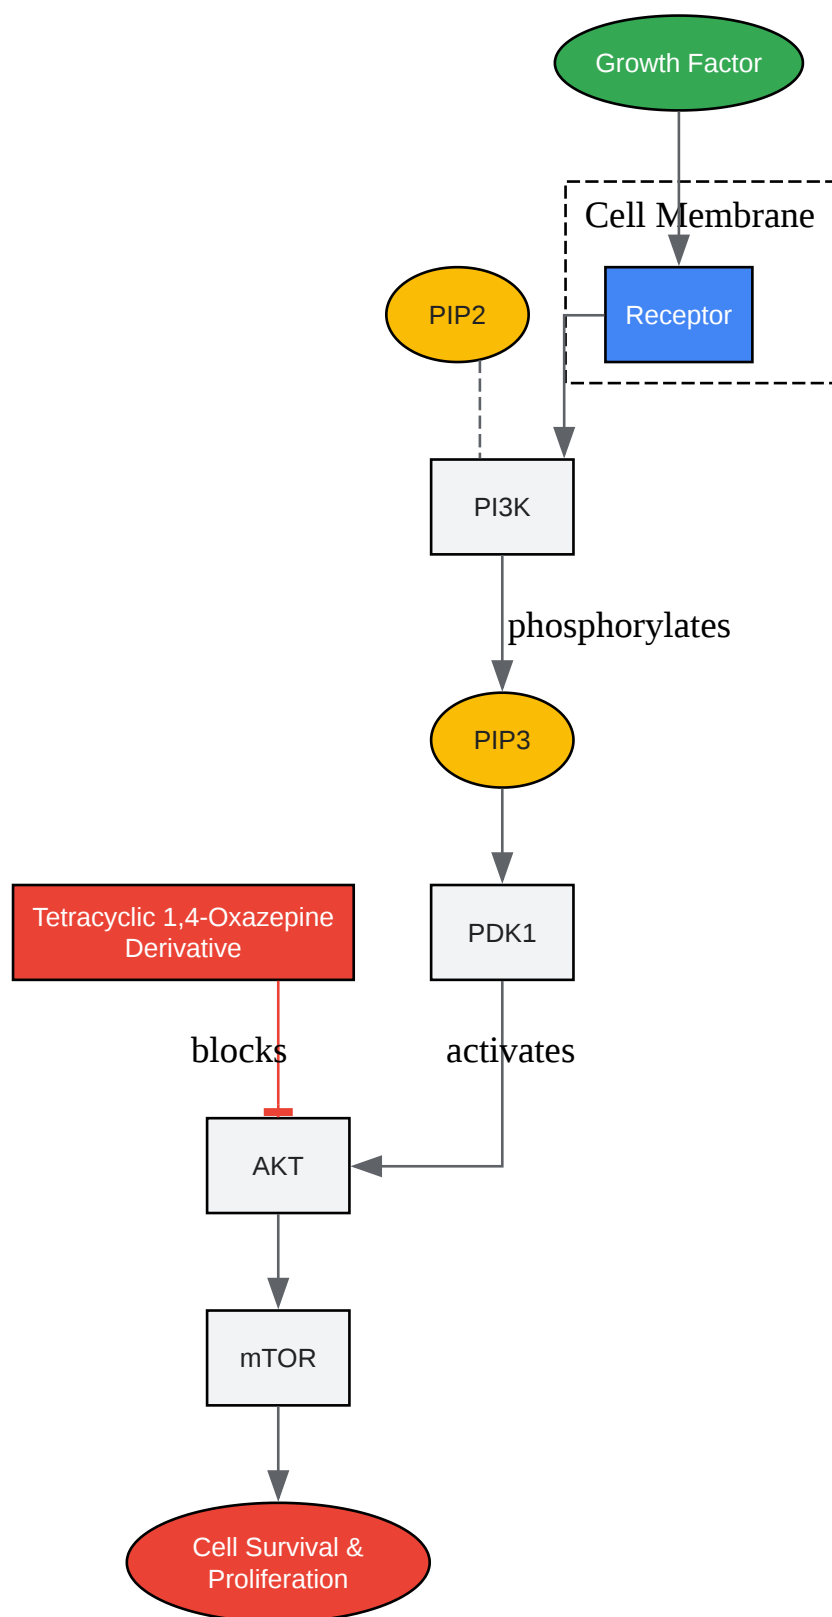 Growth Factor
Cell Membrane
PIP2
Receptor
PI3K
phosphorylates
PIP3
Tetracyclic 1,4-Oxazepine
Derivative
PDK1
blocks
activates
AKT
mTOR
Cell Survival &
Proliferation